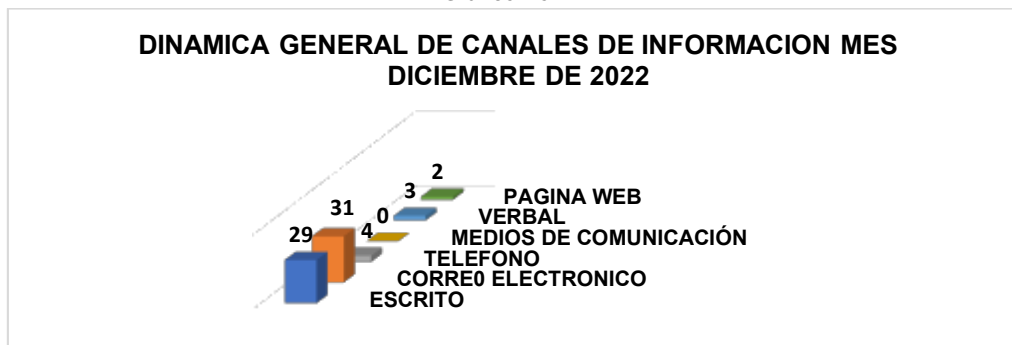 DINAMICA GENERAL DE CANALES DE INFORMACION MES
DICIEMBRE DE 2022
2
3
0
4
31
29
PAGINA WEB
VERBAL
MEDIOS DE COMUNICACIÓN
TELEFONO
CORRE0 ELECTRONICO
ESCRITO